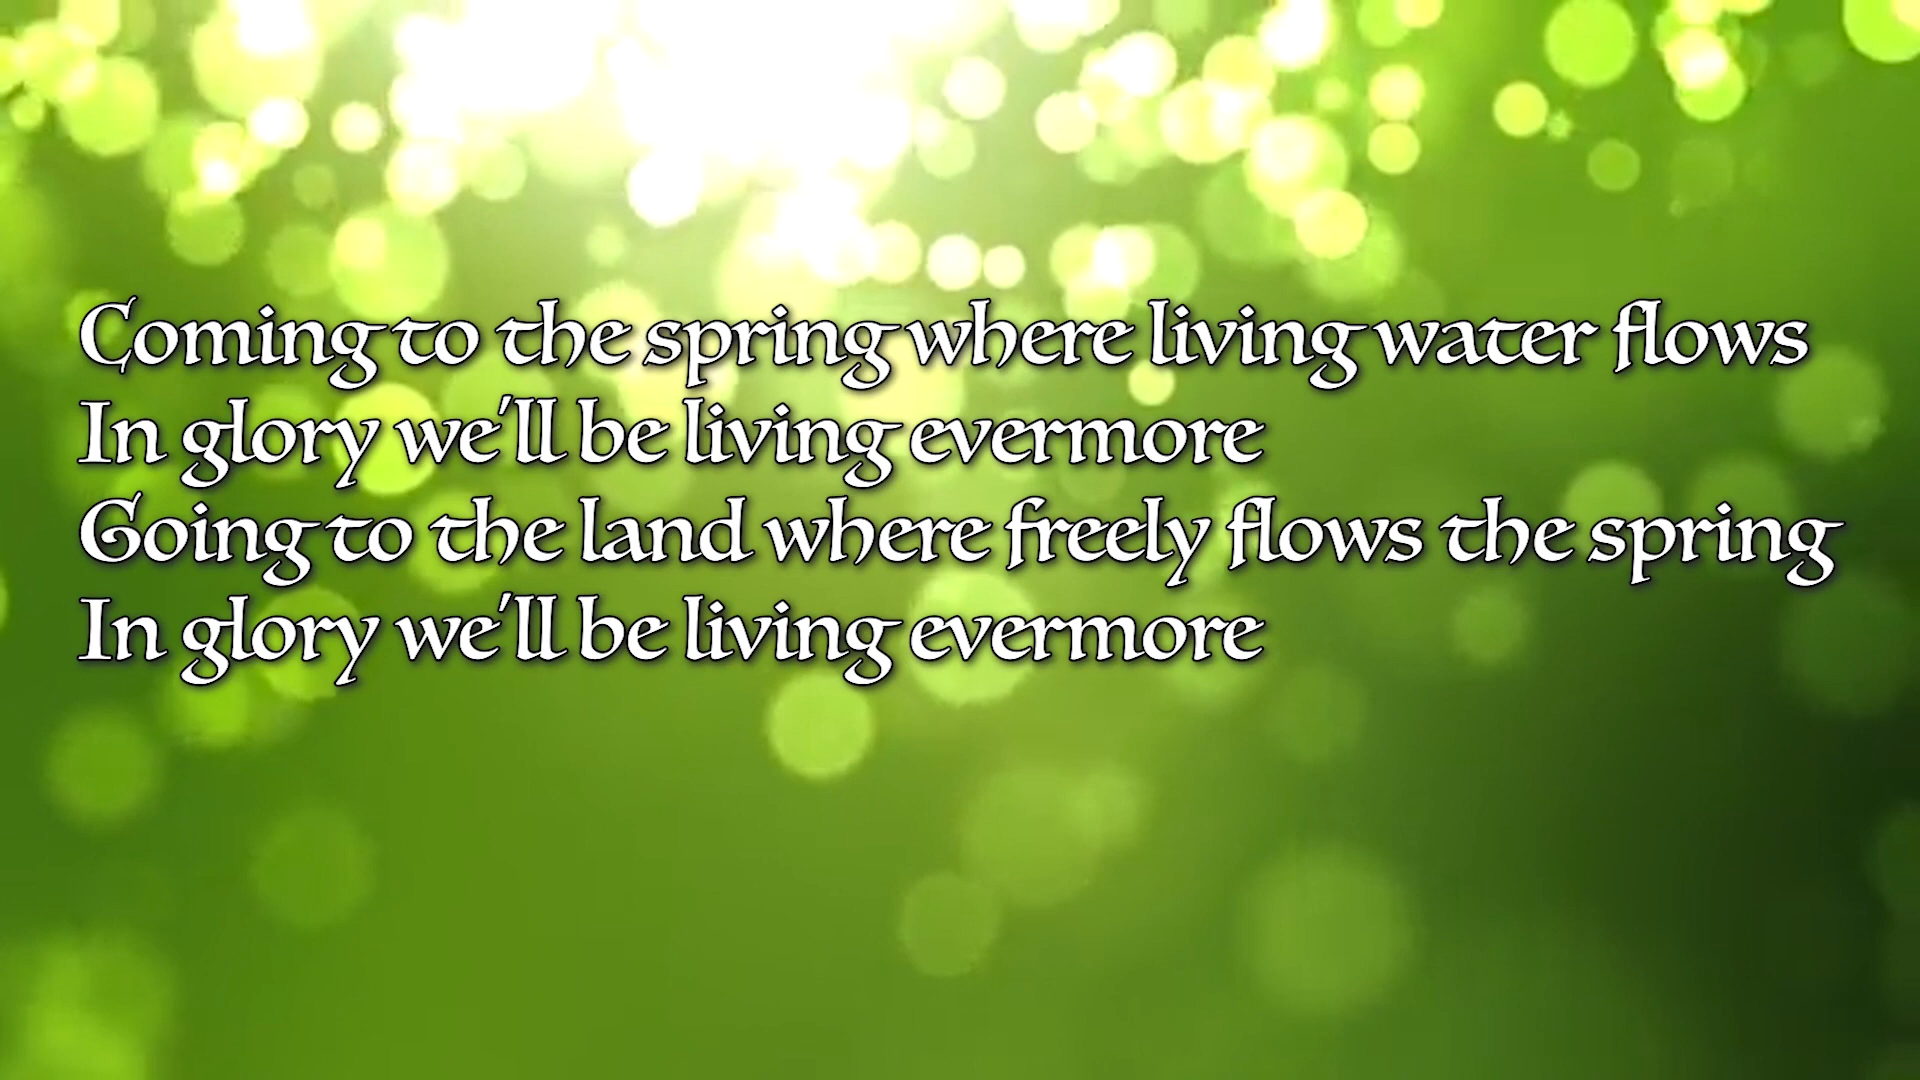 Coming to the spring where living water flows
In glory we'll be living evermore
Going to the land where freely flows the spring
In glory we'll be living evermore